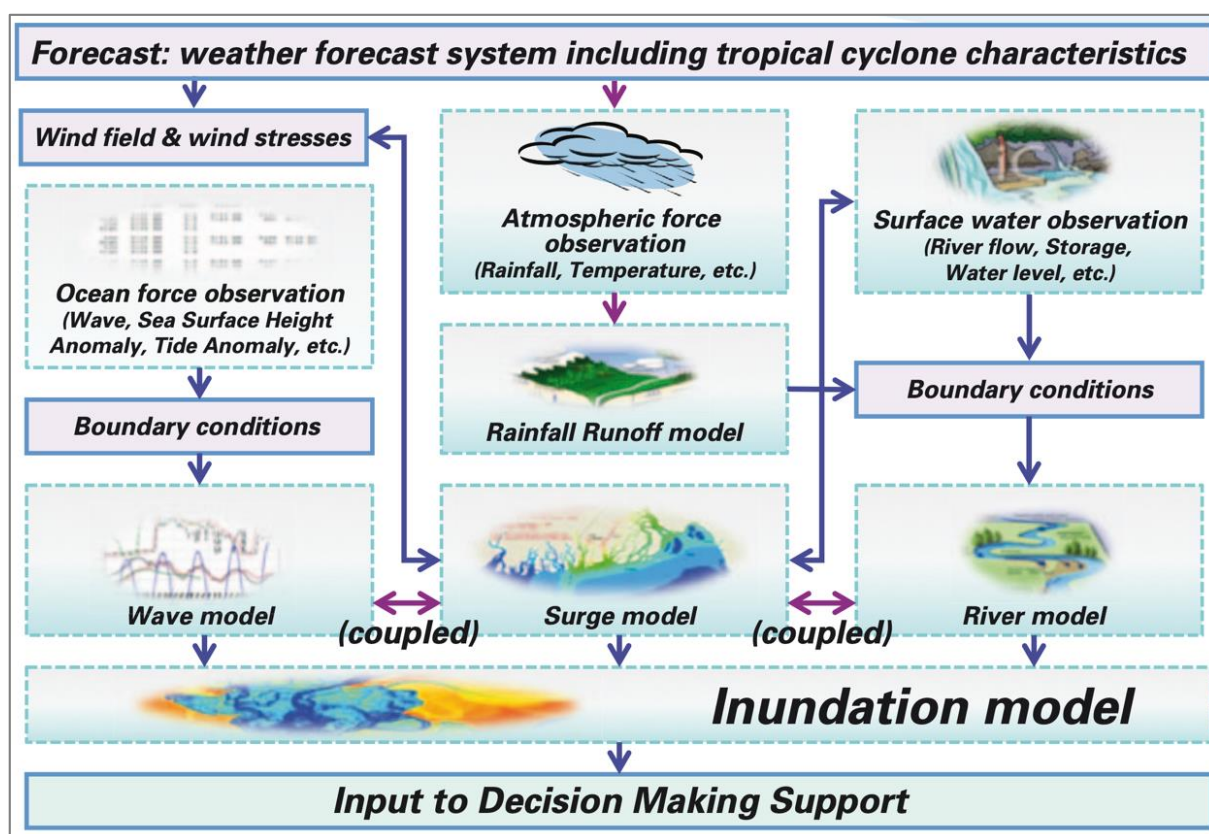 Forecast: weather forecast system including tropical cyclone characteristics
Wind field & wind stresses
Ocean force observation
(Wave, Sea Surface Height
Anomaly, Tide Anomaly, etc.)
Boundary conditions
Wave model
Atmospheric force
observation
(Rainfall, Temperature, etc.)
Rainfall Runoff model
Surge model
Surface water observation
(River flow, Storage,
Water level, etc.)
Boundary conditions
River model
(coupled)
(coupled)
Inundation model
Input to Decision Making Support